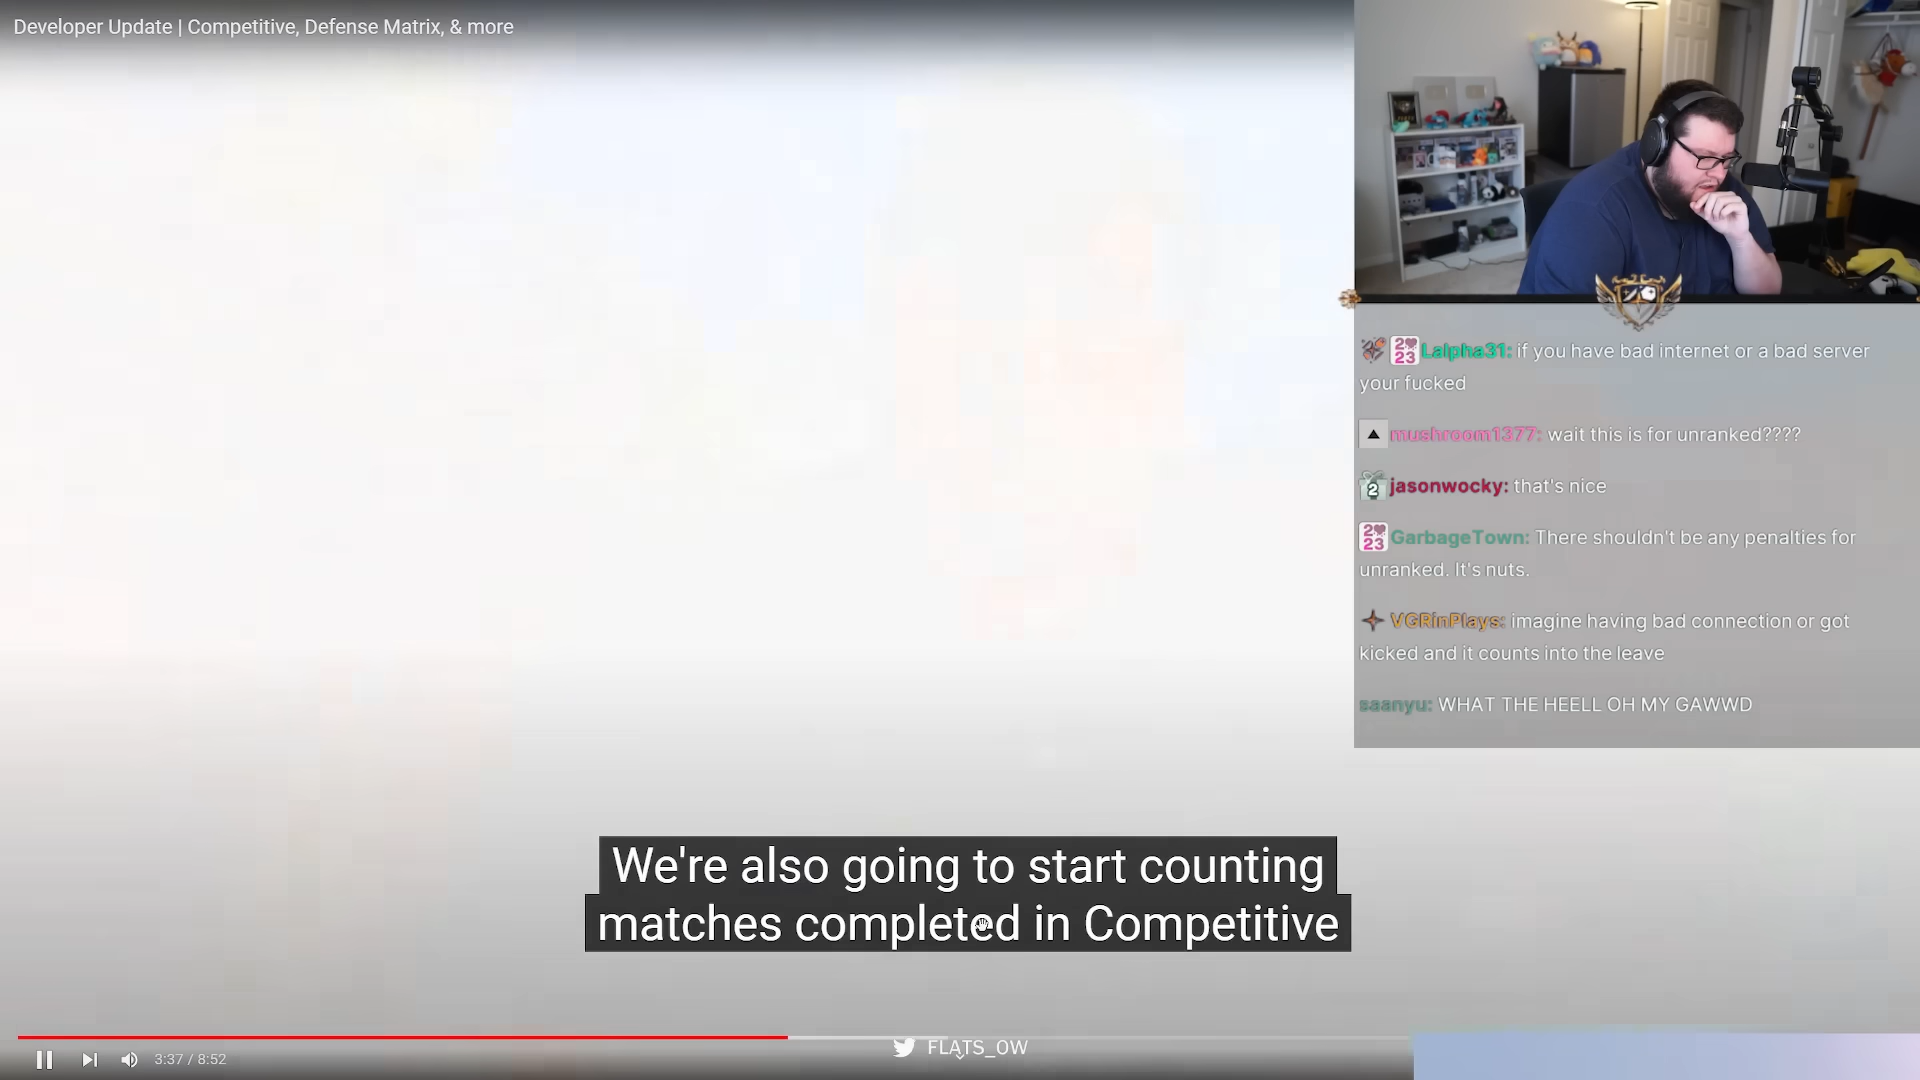 Developer Update | Competitive, Defense Matrix, & more
Lalpha31: if you have bad internet or a bad server
your fucked
mushroom1377: wait this is for unranked????
jasonwocky: that's nice
GarbageTown: There shouldn't be any penalties for
unranked. It's nuts.
VGRinPlays: imagine having bad connection or got
kicked and it counts into the leave
saanyu: WHAT THE HEELL OH MY GAWWD
We're also going to start counting
matches completed in Competitive
3:37 / 8:52
FLATS_OW